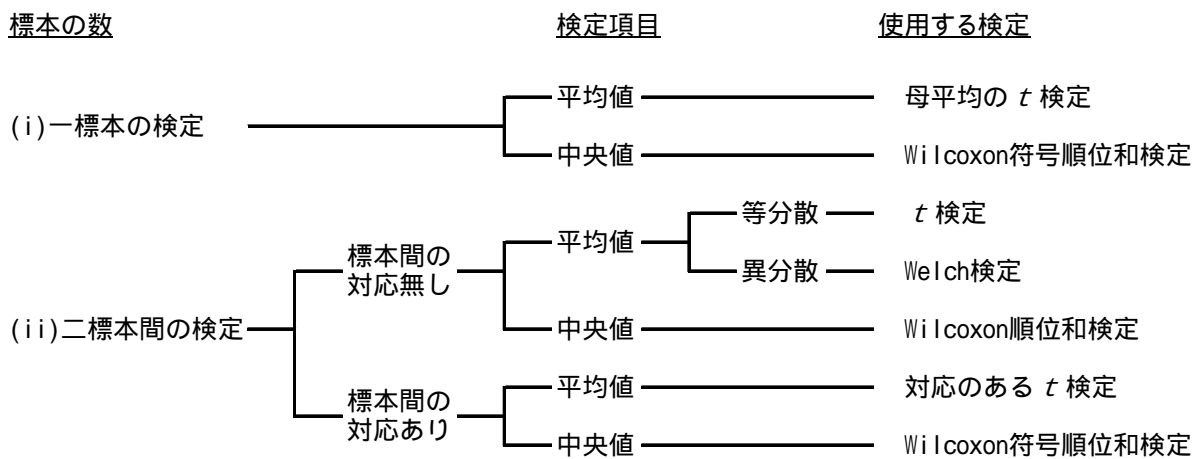 標本の数 検定項目 使用する検定
平均値 母平均の t 検定
(i)一標本の検定
中央値 Wilcoxon符号順位和検定
等分散 t 検定
標本間の 平均値
対応無し 異分散 Welch検定
(ii)二標本間の検定 中央値 Wilcoxon順位和検定
標本間の 平均値 対応のある t 検定
対応あり
中央値 Wilcoxon符号順位和検定